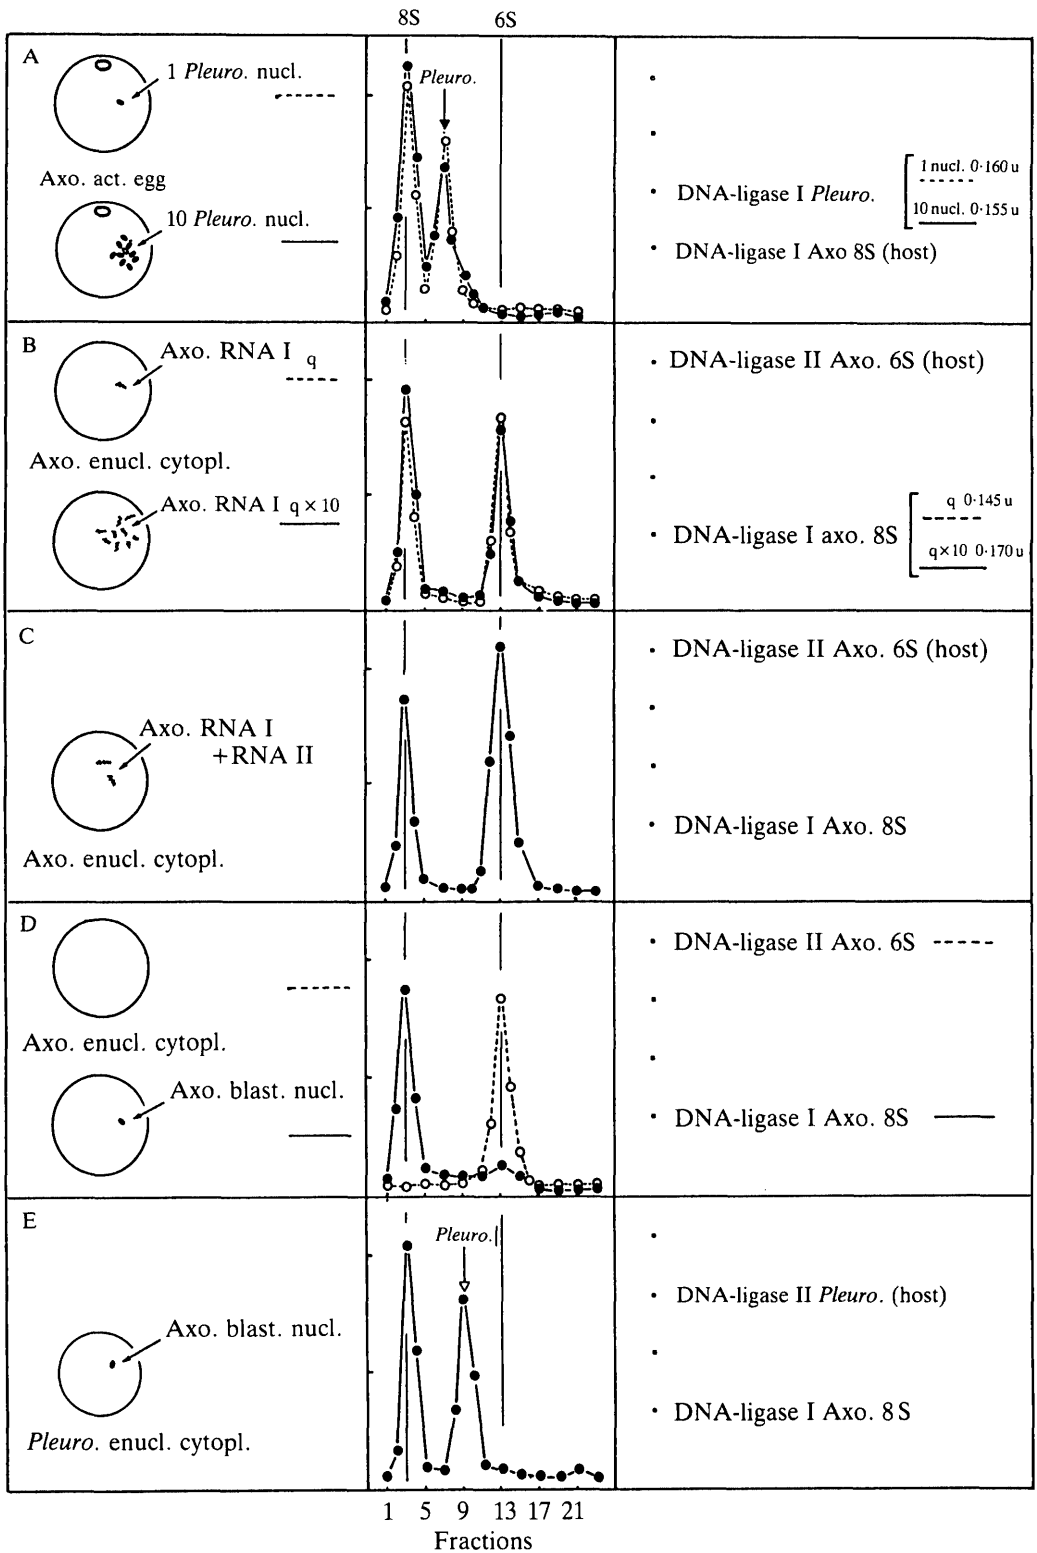 8S 6S
A
1 Pleuro. nucl.
Axo. act. egg
10 Pleuro. nucl.
Pleuro.
1 nucl. 0·160 u
DNA-ligase I Pleuro.
10 nucl. 0·155 u
DNA-ligase I Axo 8S (host)
B
Axo. RNA I q
Axo. enucl. cytopl.
Axo. RNA I q × 10
DNA-ligase II Axo. 6S (host)
q 0·145 u
DNA-ligase I axo. 8S
q×10 0·170 u
C
Axo. RNA I
+RNA II
Axo. enucl. cytopl.
DNA-ligase II Axo. 6S (host)
DNA-ligase I Axo. 8S
D
Axo. enucl. cytopl.
Axo. blast. nucl.
DNA-ligase II Axo. 6S
DNA-ligase I Axo. 8S
E
Axo. blast. nucl.
Pleuro. enucl. cytopl.
Pleuro.
DNA-ligase II Pleuro. (host)
DNA-ligase I Axo. 8S
1 5 9 13 17 21
Fractions